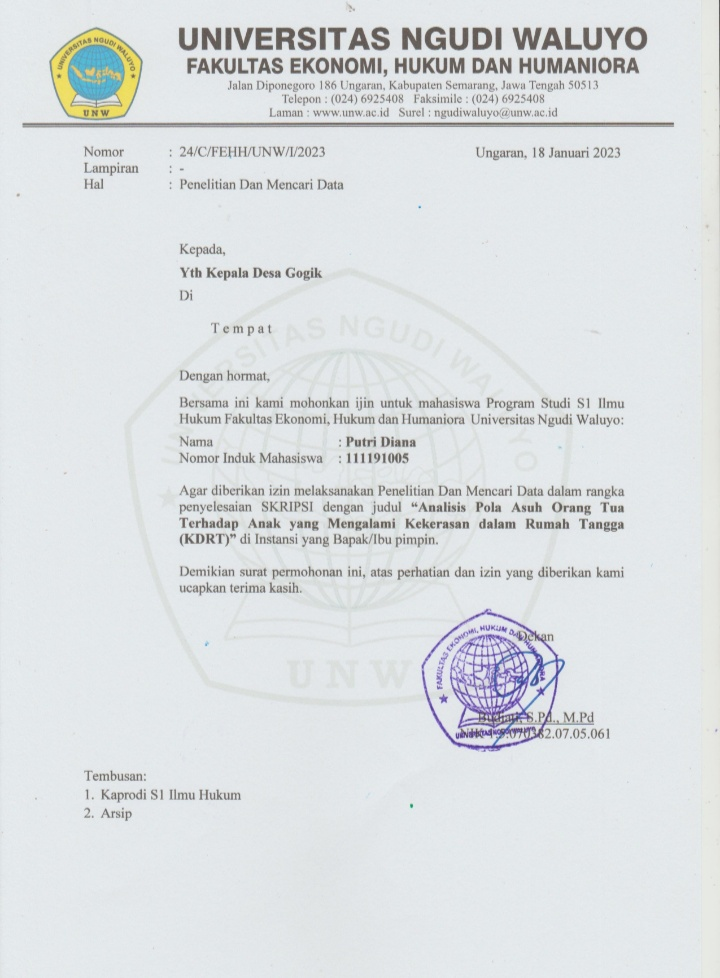 UNIVERSITAS NGUDI WALUYO
UNW
UNIVERSITAS NGUDI WALUYO
FAKULTAS EKONOMI, HUKUM DAN HUMANIORA
Jalan Diponegoro 186 Ungaran, Kabupaten Semarang, Jawa Tengah 50513
Telepon : (024) 6925408 Faksimile : (024) 6925408
Laman : www.unw.ac.id Surel : ngudiwaluyo@unw.ac.id
Nomor : 24/C/FEHH/UNW/I/2023 Ungaran, 18 Januari 2023
Lampiran : -
Hal : Penelitian Dan Mencari Data
Kepada,
Yth Kepala Desa Gogik
Di
T e m p a t
Dengan hormat,
Bersama ini kami mohonkan ijin untuk mahasiswa Program Studi S1 Ilmu
Hukum Fakultas Ekonomi, Hukum dan Humaniora Universitas Ngudi Waluyo:
Nama : Putri Diana
Nomor Induk Mahasiswa : 111191005
Agar diberikan izin melaksanakan Penelitian Dan Mencari Data dalam rangka
penyelesaian SKRIPSI dengan judul “Analisis Pola Asuh Orang Tua
Terhadap Anak yang Mengalami Kekerasan dalam Rumah Tangga
(KDRT)” di Instansi yang Bapak/Ibu pimpin.
Demikian surat permohonan ini, atas perhatian dan izin yang diberikan kami
ucapkan terima kasih.
UNW
Dekan
FAKULTAS EKONOMI, HUKUM DAN HUMANIORA
UNIVERSITAS NGUDI WALUYO
S.Pd., M.Pd
070382.07.05.061
Tembusan:
1. Kaprodi S1 Ilmu Hukum
2. Arsip